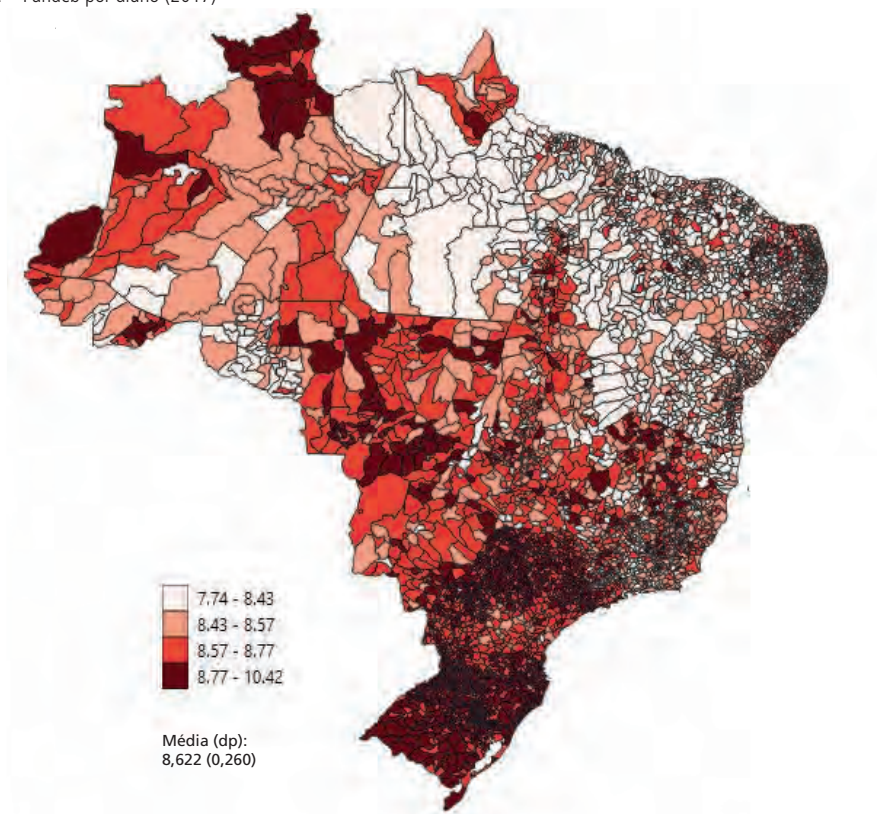 Fundeb por aluno (2017)
7.74 - 8.43
8.43 - 8.57
8.57 - 8.77
8.77 - 10.42
Média (dp):
8,622 (0,260)